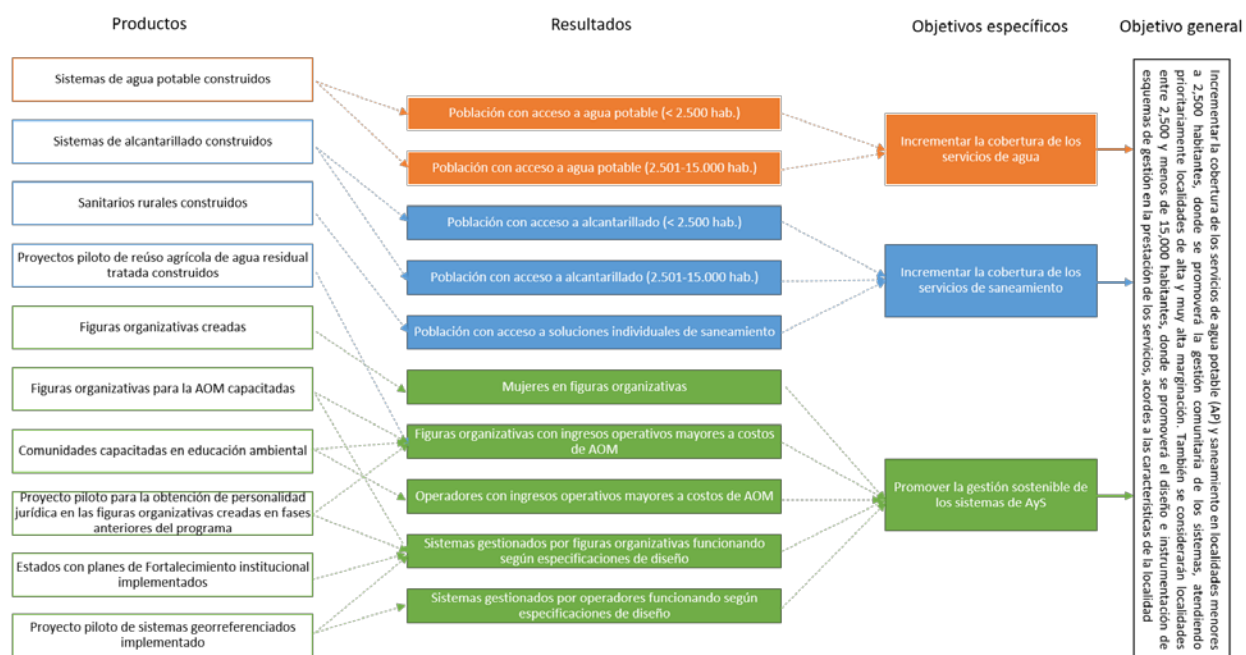 Productos
Resultados
Objetivos específicos
Objetivo general
Sistemas de agua potable construidos
Sistemas de alcantarillado construidos
Sanitarios rurales construidos
Proyectos piloto de reúso agrícola de agua residual
tratada construidos
Figuras organizativas creadas
Figuras organizativas para la AOM capacitadas
Comunidades capacitadas en educación ambiental
Proyecto piloto para la obtención de personalidad
jurídica en las figuras organizativas creadas en fases
anteriores del programa
Estados con planes de Fortalecimiento institucional
implementados
Proyecto piloto de sistemas georreferenciados
implementado
Población con acceso a agua potable (< 2.500 hab.)
Población con acceso a agua potable (2.501-15.000 hab.)
Población con acceso a alcantarillado (< 2.500 hab.)
Población con acceso a alcantarillado (2.501-15.000 hab.)
Población con acceso a soluciones individuales de saneamiento
Mujeres en figuras organizativas
Figuras organizativas con ingresos operativos mayores a costos
de AOM
Operadores con ingresos operativos mayores a costos de AOM
Sistemas gestionados por figuras organizativas funcionando
según especificaciones de diseño
Sistemas gestionados por operadores funcionando según
especificaciones de diseño
Incrementar la cobertura de los
servicios de agua
Incrementar la cobertura de los
servicios de saneamiento
Promover la gestión sostenible de
los sistemas de AyS
Incrementar la cobertura de los servicios de agua potable (AP) y saneamiento en localidades menores
a 2,500 habitantes, donde se promoverá la gestión comunitaria de los sistemas, atendiendo
prioritariamente localidades de alta y muy alta marginación. También se considerarán localidades
entre 2,500 y menos de 15,000 habitantes, donde se promoverá el diseño e instrumentación de
esquemas de gestión en la prestación de los servicios, acordes a las características de la localidad